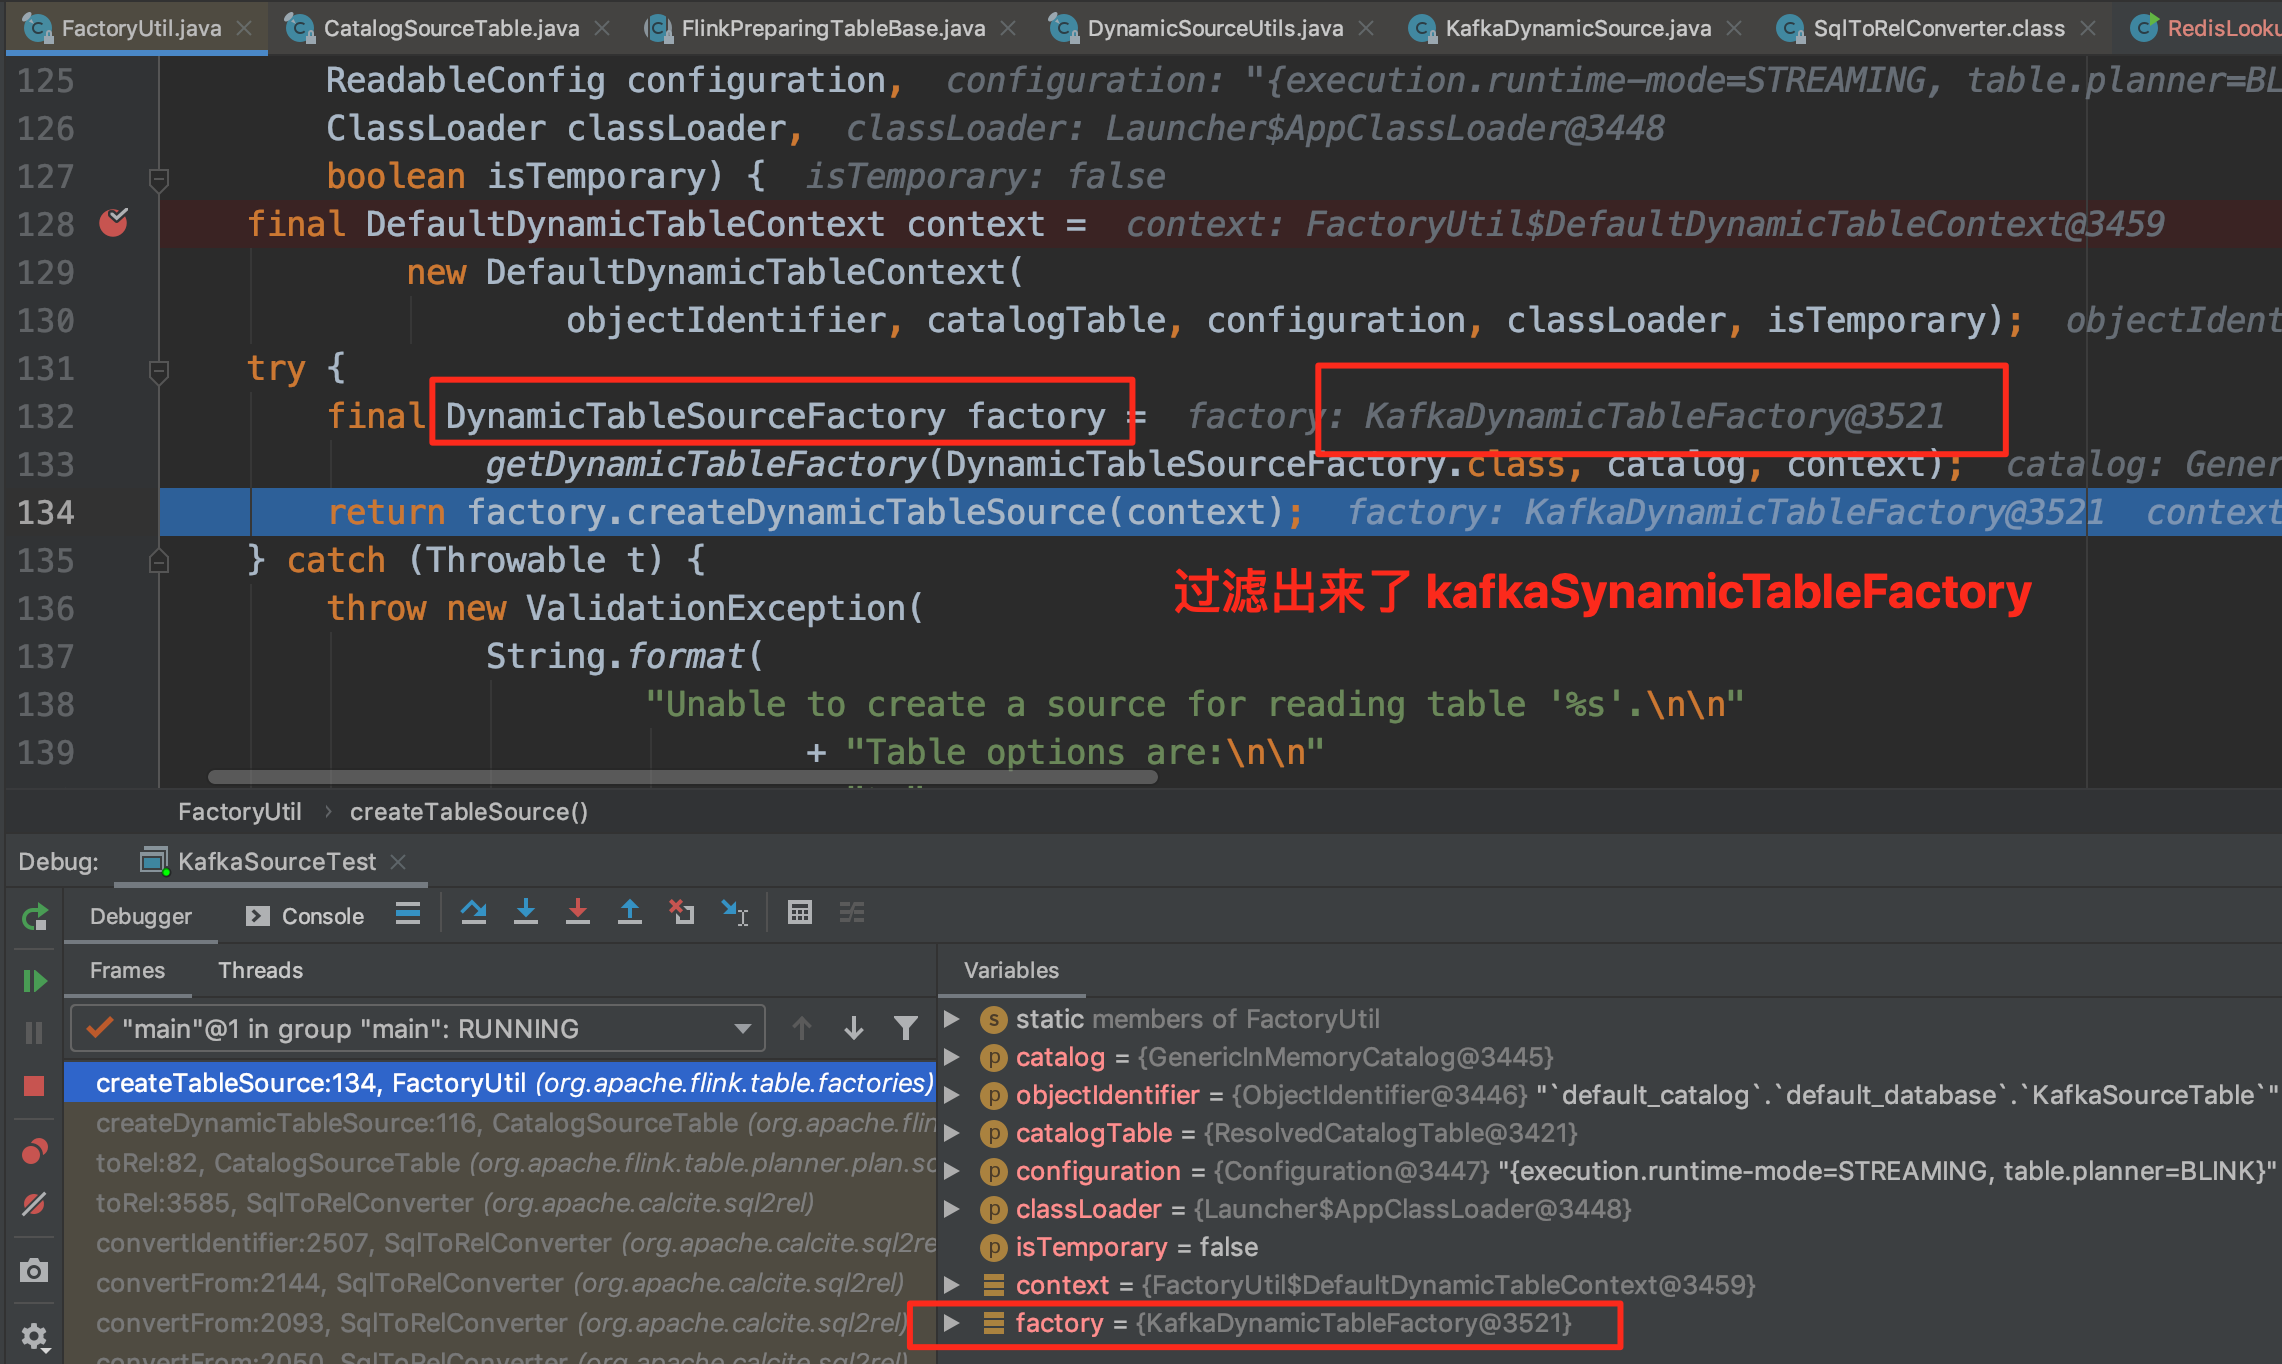 FactoryUtil.java CatalogSourceTable.java FlinkPreparingTableBase.java DynamicSourceUtils.java KafkaDynamicSource.java SqlToRelConverter.class RedisLooku
125 ReadableConfig configuration, configuration: "{execution.runtime-mode=STREAMING, table.planner=BL
126 ClassLoader classLoader, classLoader: Launcher$AppClassLoader@3448
127 boolean isTemporary) { isTemporary: false
128 final DefaultDynamicTableContext context = context: FactoryUtil$DefaultDynamicTableContext@3459
129 new DefaultDynamicTableContext(
130 objectIdentifier, catalogTable, configuration, classLoader, isTemporary); objectIdent
131 try {
132 final DynamicTableSourceFactory factory = factory: KafkaDynamicTableFactory@3521
133 getDynamicTableFactory(DynamicTableSourceFactory.class, catalog, context); catalog: Gener
134 return factory.createDynamicTableSource(context); factory: KafkaDynamicTableFactory@3521 context
135 } catch (Throwable t) {
过滤出来了 kafkaSynamicTableFactory
136 throw new ValidationException(
137 String.format(
138 "Unable to create a source for reading table '%s'.\n\n"
139 + "Table options are:\n\n"
FactoryUtil › createTableSource()
Debug: KafkaSourceTest
Debugger Console
Frames Threads Variables
"main"@1 in group "main": RUNNING
createTableSource:134, FactoryUtil (org.apache.flink.table.factories)
createDynamicTableSource:116, CatalogSourceTable (org.apache.flin
toRel:82, CatalogSourceTable (org.apache.flink.table.planner.plan.sc
toRel:3585, SqlToRelConverter (org.apache.calcite.sql2rel)
convertIdentifier:2507, SqlToRelConverter (org.apache.calcite.sql2re
convertFrom:2144, SqlToRelConverter (org.apache.calcite.sql2rel)
convertFrom:2093, SqlToRelConverter (org.apache.calcite.sql2rel)
convertFrom:2050, SqlToRelConverter (org.apache.calcite.sql2rel)
static members of FactoryUtil
catalog = {GenericInMemoryCatalog@3445}
objectIdentifier = {ObjectIdentifier@3446} "`default_catalog`.`default_database`.`KafkaSourceTable`"
catalogTable = {ResolvedCatalogTable@3421}
configuration = {Configuration@3447} "{execution.runtime-mode=STREAMING, table.planner=BLINK}"
classLoader = {Launcher$AppClassLoader@3448}
isTemporary = false
context = {FactoryUtil$DefaultDynamicTableContext@3459}
factory = {KafkaDynamicTableFactory@3521}